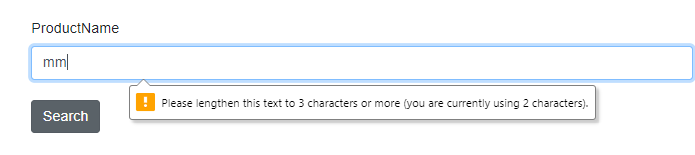 ProductName
mm
Please lengthen this text to 3 characters or more (you are currently using 2 characters).
Search